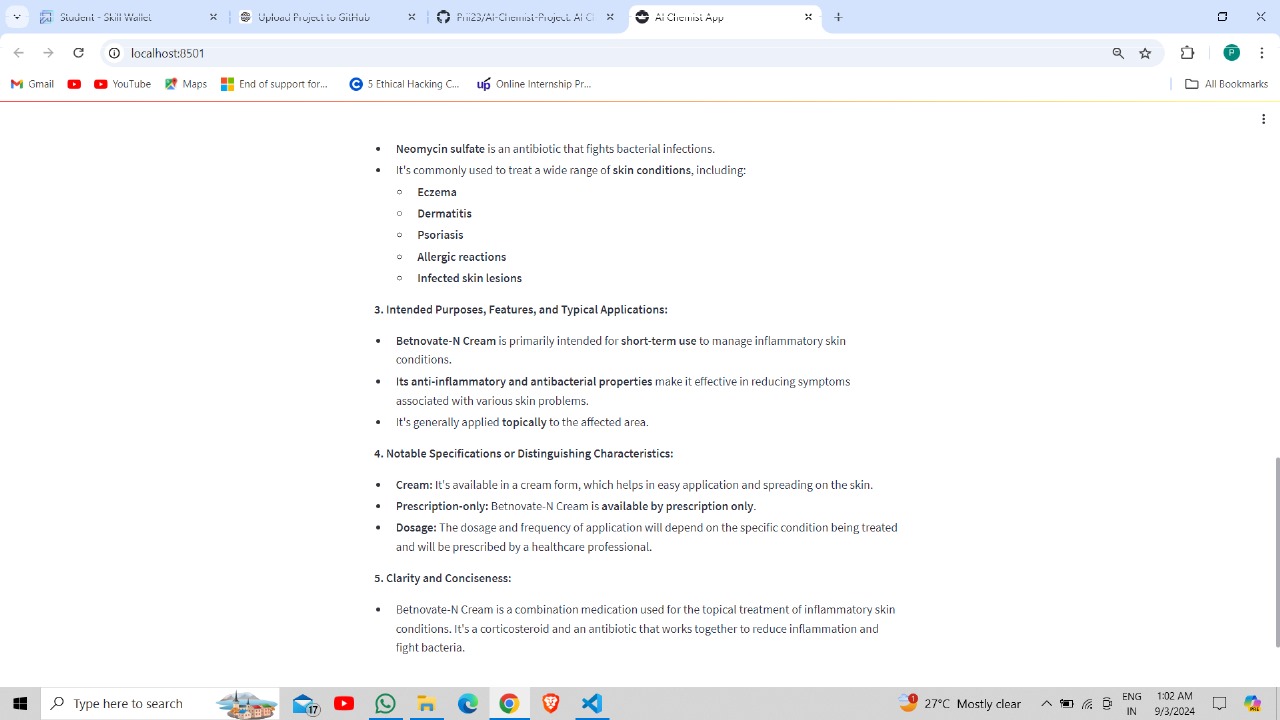 Student - Skill Wallet
Upload Project to GitHub
Prii23/AI-Chemist-Project: AI Cl
AI Chemist App
localhost:8501
P
Gmail
YouTube
Maps
End of support for...
5 Ethical Hacking C...
Online Internship Pr...
All Bookmarks
• Neomycin sulfate is an antibiotic that fights bacterial infections.
• It's commonly used to treat a wide range of skin conditions, including:
◦ Eczema
◦ Dermatitis
◦ Psoriasis
◦ Allergic reactions
◦ Infected skin lesions
3. Intended Purposes, Features, and Typical Applications:
• Betnovate-N Cream is primarily intended for short-term use to manage inflammatory skin
conditions.
• Its anti-inflammatory and antibacterial properties make it effective in reducing symptoms
associated with various skin problems.
• It's generally applied topically to the affected area.
4. Notable Specifications or Distinguishing Characteristics:
• Cream: It's available in a cream form, which helps in easy application and spreading on the skin.
• Prescription-only: Betnovate-N Cream is available by prescription only.
• Dosage: The dosage and frequency of application will depend on the specific condition being treated
and will be prescribed by a healthcare professional.
5. Clarity and Conciseness:
• Betnovate-N Cream is a combination medication used for the topical treatment of inflammatory skin
conditions. It's a corticosteroid and an antibiotic that works together to reduce inflammation and
fight bacteria.
Type here to search
17
1
27°C Mostly clear
ENG
IN
1:02 AM
9/3/2024